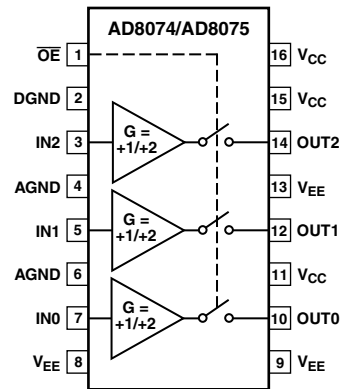 AD8074/AD8075
OE 1 16 VCC
DGND 2 15 VCC
IN2 3 G = +1/+2 14 OUT2
AGND 4 13 VEE
IN1 5 G = +1/+2 12 OUT1
AGND 6 11 VCC
IN0 7 G = +1/+2 10 OUT0
VEE 8 9 VEE